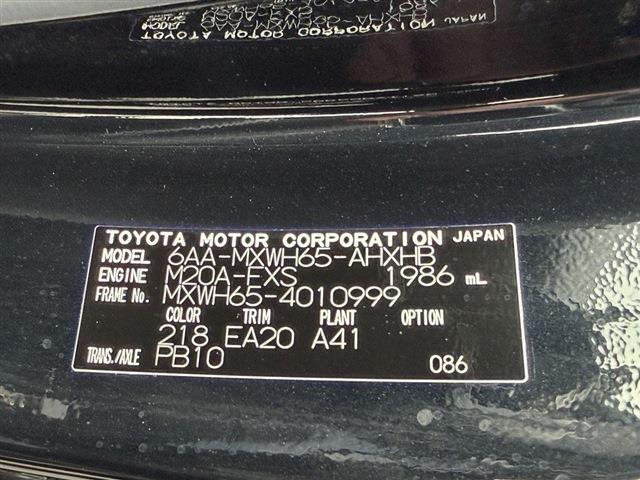 TOYOTA MOTOR CORPORATION JAPAN
MODEL 6AA-MXWH65-AHXHB
ENGINE M20A-FXS 1986 mL
FRAME No. MXWH65-4010999
COLOR TRIM PLANT OPTION
218 EA20 A41
TRANS./AXLE PB10 086